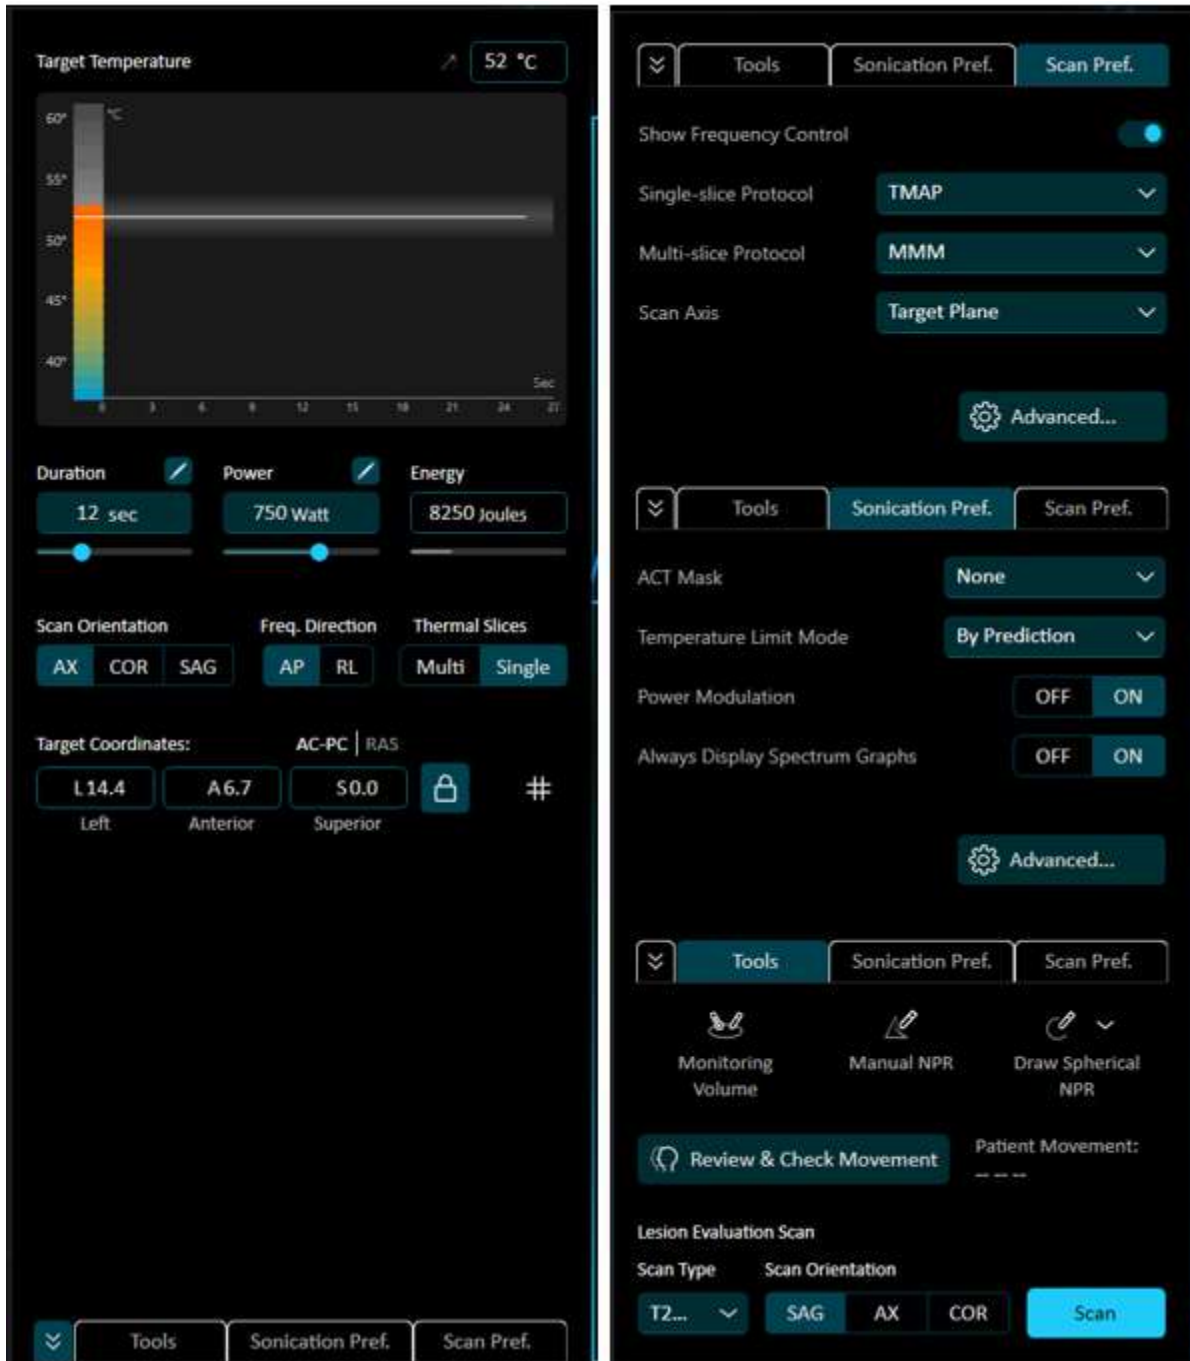 Target Temperature
52 °C
°C
60°
55°
50°
45°
40°
Sec
0 3 6 9 12 15 18 21 24 27
Duration Power Energy
12 sec 750 Watt 8250 Joules
Scan Orientation Freq. Direction Thermal Slices
AX COR SAG AP RL Multi Single
Target Coordinates: AC-PC | RAS
L 14.4 A 6.7 S 0.0 #
Left Anterior Superior
Tools Sonication Pref. Scan Pref.
Tools Sonication Pref. Scan Pref.
Show Frequency Control
Single-slice Protocol TMAP
Multi-slice Protocol MMM
Scan Axis Target Plane
Advanced...
Tools Sonication Pref. Scan Pref.
ACT Mask None
Temperature Limit Mode By Prediction
Power Modulation OFF ON
Always Display Spectrum Graphs OFF ON
Advanced...
Tools Sonication Pref. Scan Pref.
Monitoring Manual NPR Draw Spherical
Volume NPR
Review & Check Movement Patient Movement:
-- -- --
Lesion Evaluation Scan
Scan Type Scan Orientation
T2... SAG AX COR Scan